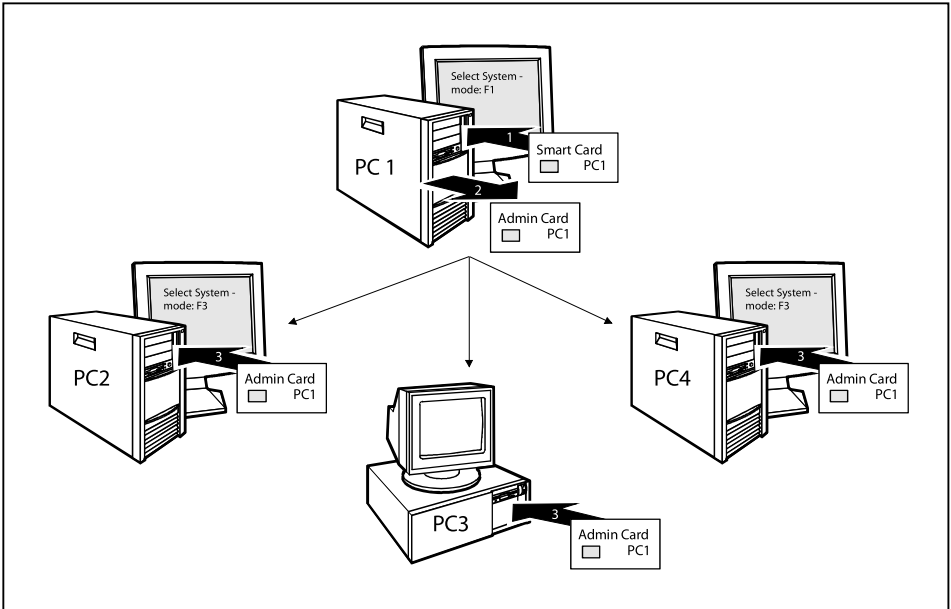 Select System -
mode: F1
PC 1
1
Smart Card
PC1
2
Admin Card
PC1
Select System -
mode: F3
PC2
3
Admin Card
PC1
Select System -
mode: F3
PC4
3
Admin Card
PC1
PC3
3
Admin Card
PC1